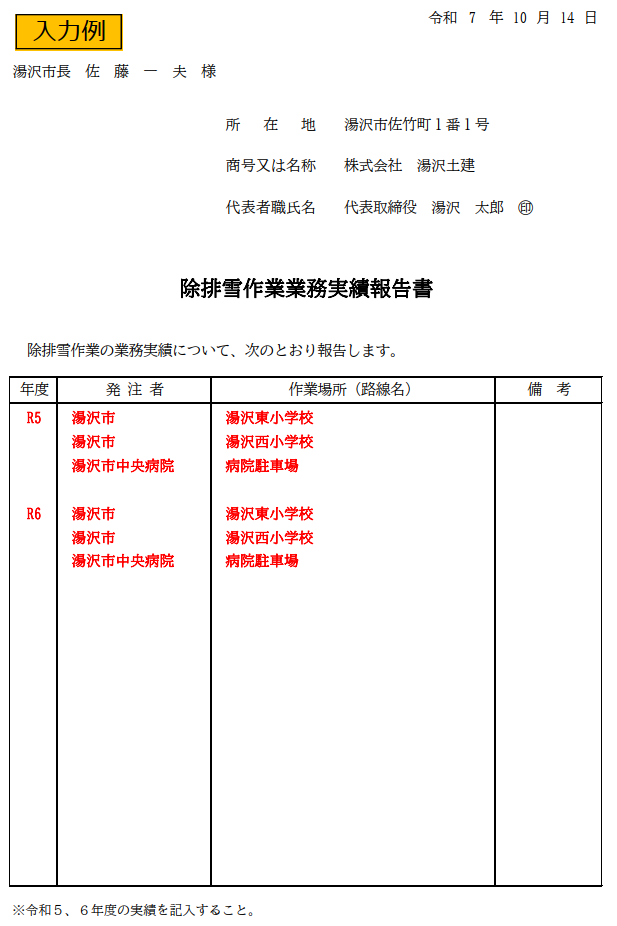 令和 7 年 10 月 14 日
入力例
湯沢市長 佐 藤 一 夫 様
所 在 地 湯沢市佐竹町１番１号
商号又は名称 株式会社 湯沢土建
代表者職氏名 代表取締役 湯沢 太郎 ㊞
除排雪作業業務実績報告書
除排雪作業の業務実績について、次のとおり報告します。
年度 発 注 者 作業場所（路線名） 備 考
R5 湯沢市 湯沢東小学校
湯沢市 湯沢西小学校
湯沢市中央病院 病院駐車場
R6 湯沢市 湯沢東小学校
湯沢市 湯沢西小学校
湯沢市中央病院 病院駐車場
※令和５、６年度の実績を記入すること。